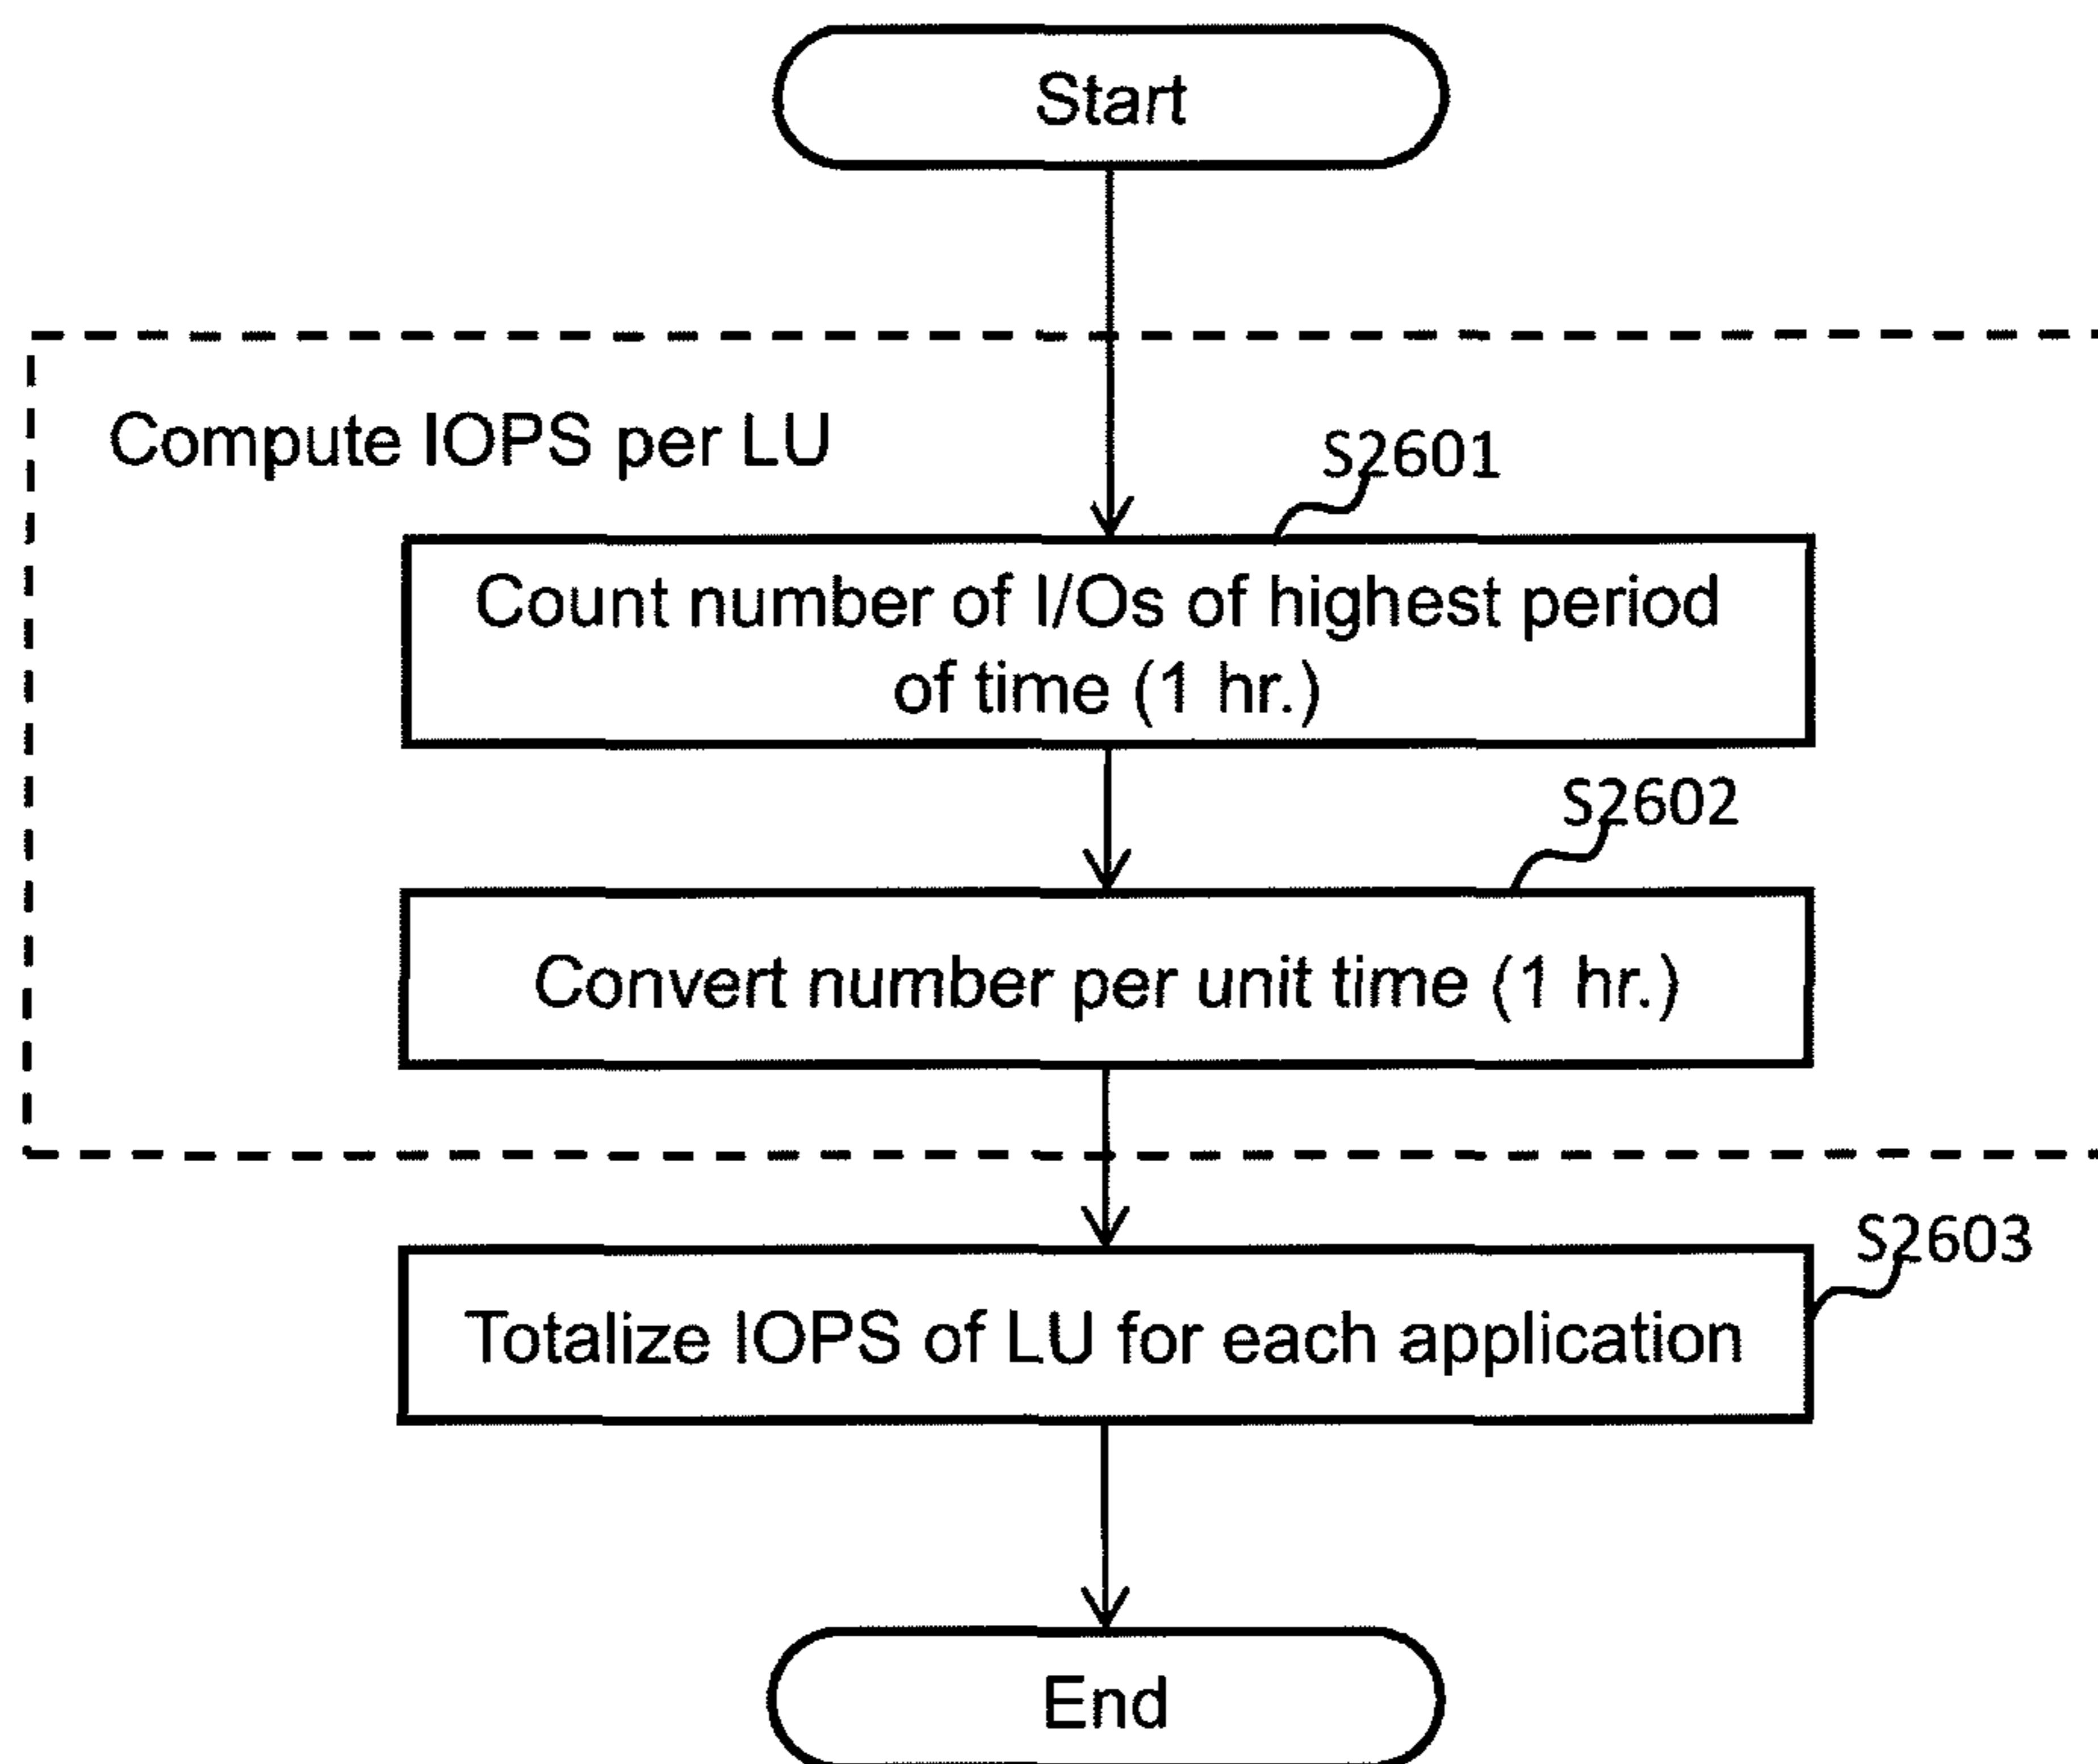 Start
Compute IOPS per LU
S2601
Count number of I/Os of highest period
of time (1 hr.)
S2602
Convert number per unit time (1 hr.)
S2603
Totalize IOPS of LU for each application
End